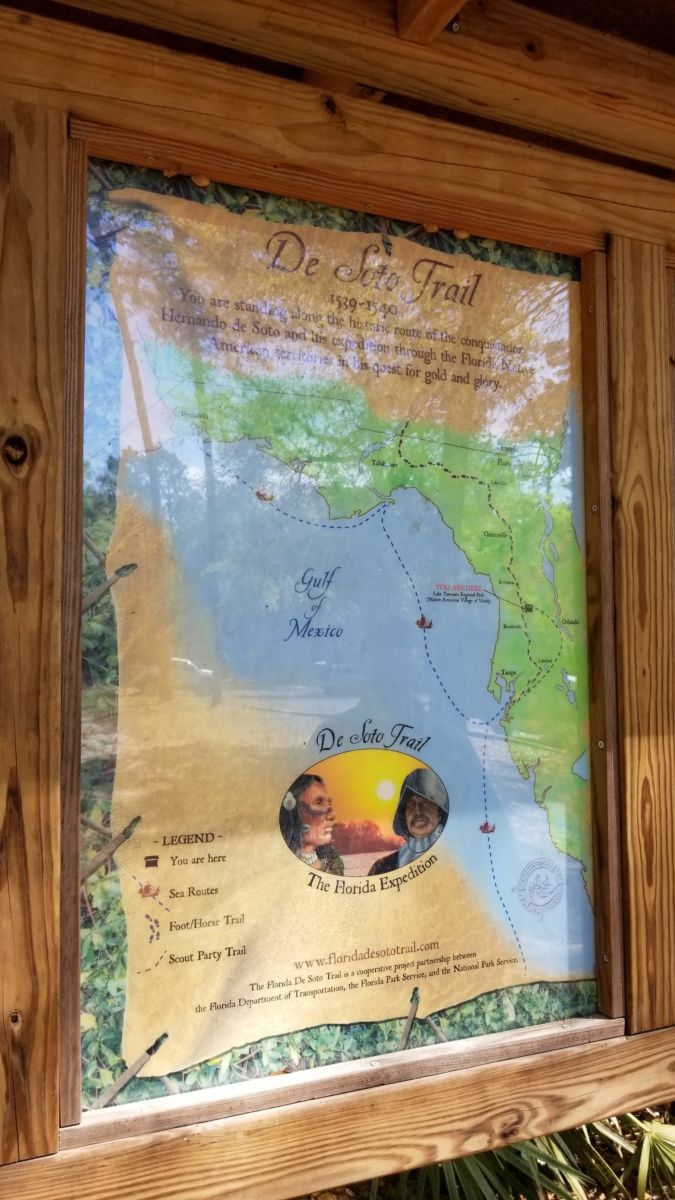 De Soto Trail
1539-1540
You are standing along the historic route of the conquistador
Hernando de Soto and his expedition through the Florida Native
American territories in his quest for gold and glory.
Pensacola
Tallahassee
Lake City
Gainesville
YOU ARE HERE
Gulf
of
Mexico
Brooksville
Orlando
Lakeland
Tampa
De Soto Trail
The Florida Expedition
~ LEGEND ~
You are here
Sea Routes
Foot/Horse Trail
Scout Party Trail
www.floridadesototrail.com
The Florida De Soto Trail is a cooperative project partnership between
the Florida Department of Transportation, the Florida Park Service, and the National Park Service.